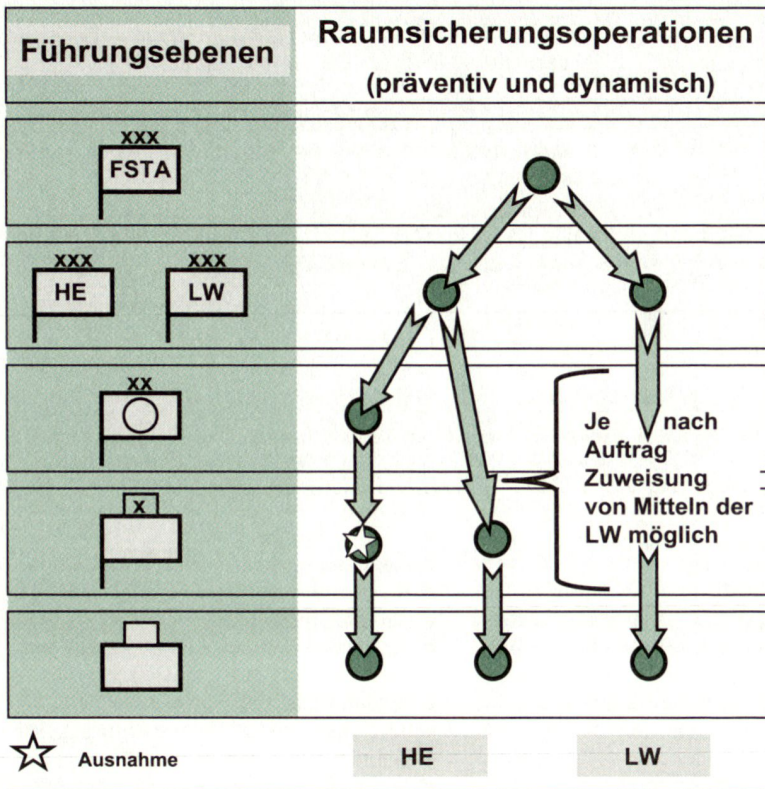 Führungsebenen
Raumsicherungsoperationen
(präventiv und dynamisch)
xxx
FSTA
xxx
HE
xxx
LW
xx
x
Je nach
Auftrag
Zuweisung
von Mitteln der
LW möglich
Ausnahme
HE
LW